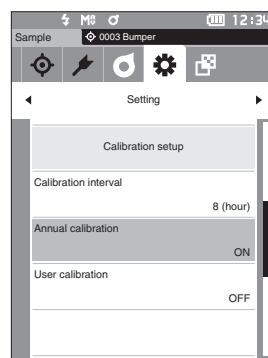 M® 12:34
Sample 0003 Bumper
Setting
Calibration setup
Calibration interval
8 (hour)
Annual calibration
ON
User calibration
OFF